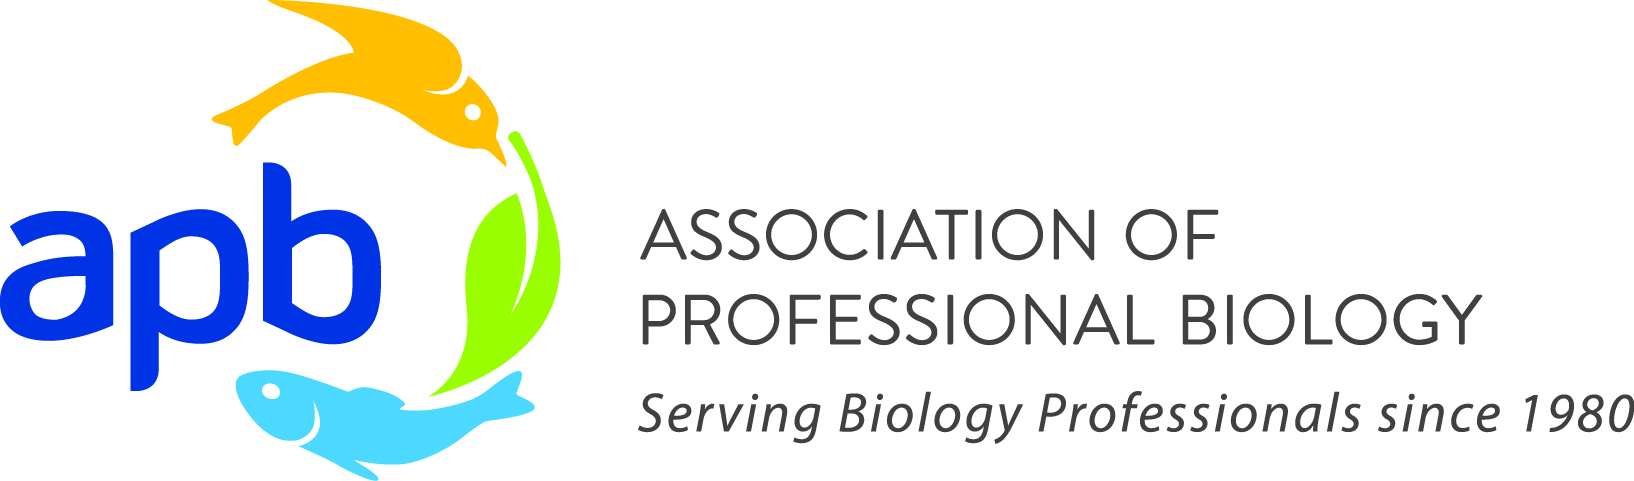 apb
ASSOCIATION OF
PROFESSIONAL BIOLOGY
Serving Biology Professionals since 1980